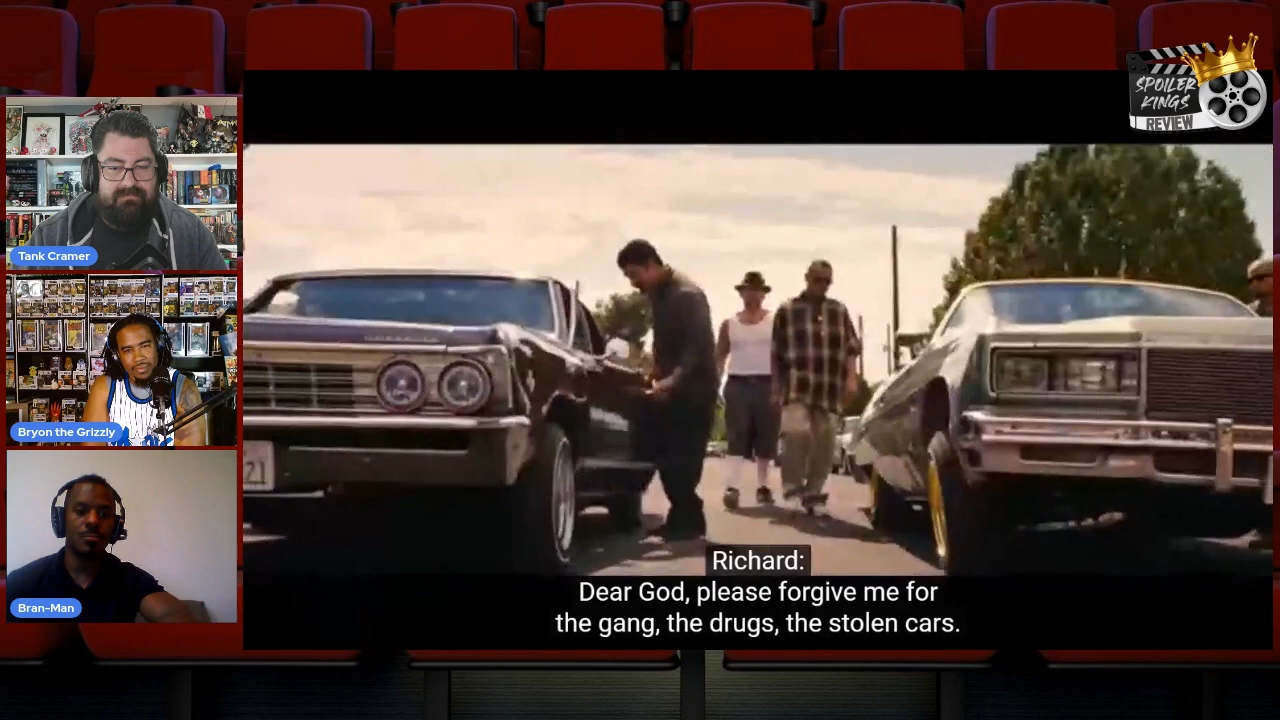 SPOILER
KINGS
REVIEW
Tank Cramer
Bryon the Grizzly
Bran-Man
21
Richard:
Dear God, please forgive me for
the gang, the drugs, the stolen cars.